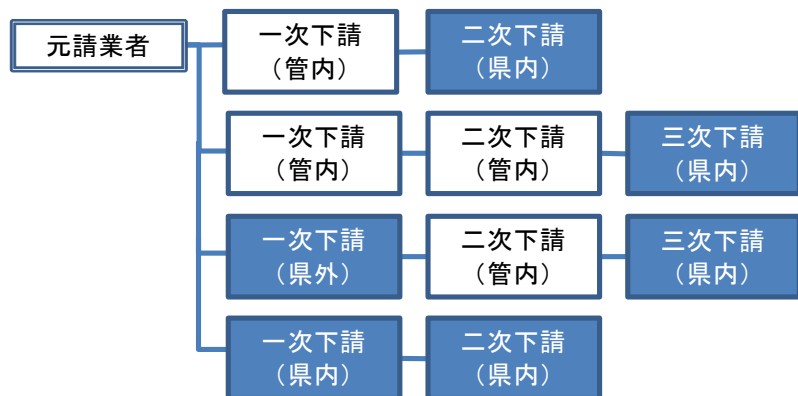 元請業者
一次下請
（管内）
二次下請
（県内）
一次下請
（管内）
二次下請
（管内）
三次下請
（県内）
一次下請
（県外）
二次下請
（管内）
三次下請
（県内）
一次下請
（県内）
二次下請
（県内）